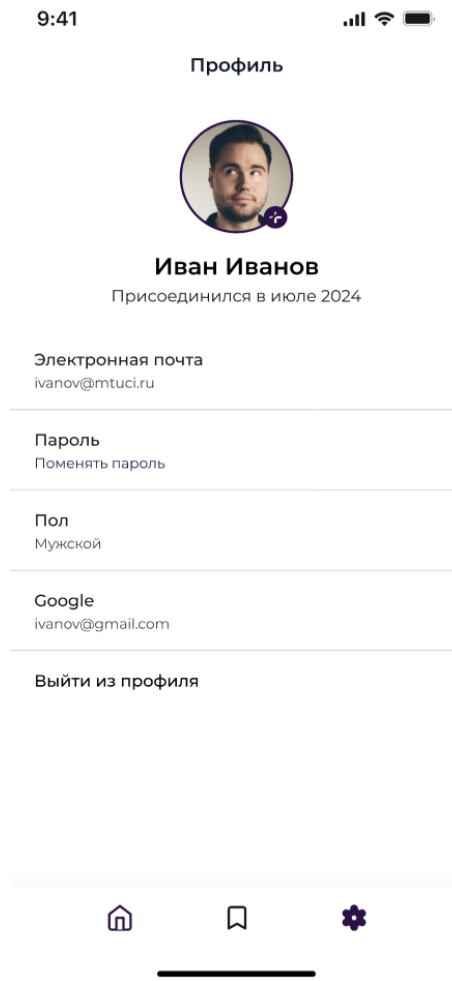 9:41
Профиль
Иван Иванов
Присоединился в июле 2024
Электронная почта
ivanov@mtuci.ru
Пароль
Поменять пароль
Пол
Мужской
Google
ivanov@gmail.com
Выйти из профиля